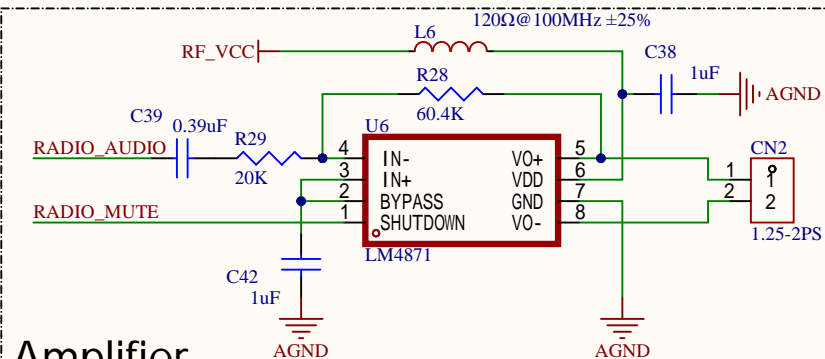 120Ω@100MHz ±25%
L6
RF_VCC
C38
1uF
AGND
R28
60.4K
C39
0.39uF
R29
20K
RADIO_AUDIO
RADIO_MUTE
U6
4 IN- VO+ 5
3 IN+ VDD 6
2 BYPASS GND 7
1 SHUTDOWN VO- 8
LM4871
CN2
1 1
2 2
1.25-2PS
C42
1uF
AGND
AGND
Amplifier